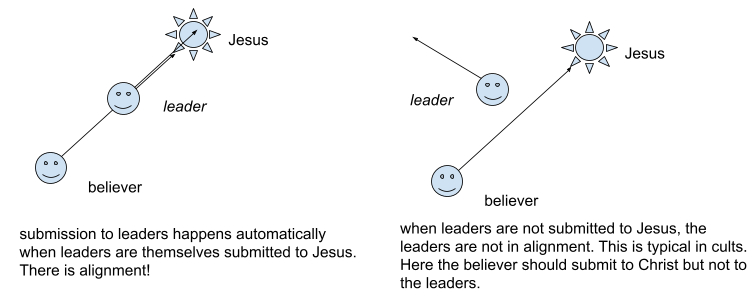 Jesus
leader
believer
submission to leaders happens automatically
when leaders are themselves submitted to Jesus.
There is alignment!
Jesus
leader
believer
when leaders are not submitted to Jesus, the
leaders are not in alignment. This is typical in cults.
Here the believer should submit to Christ but not to
the leaders.